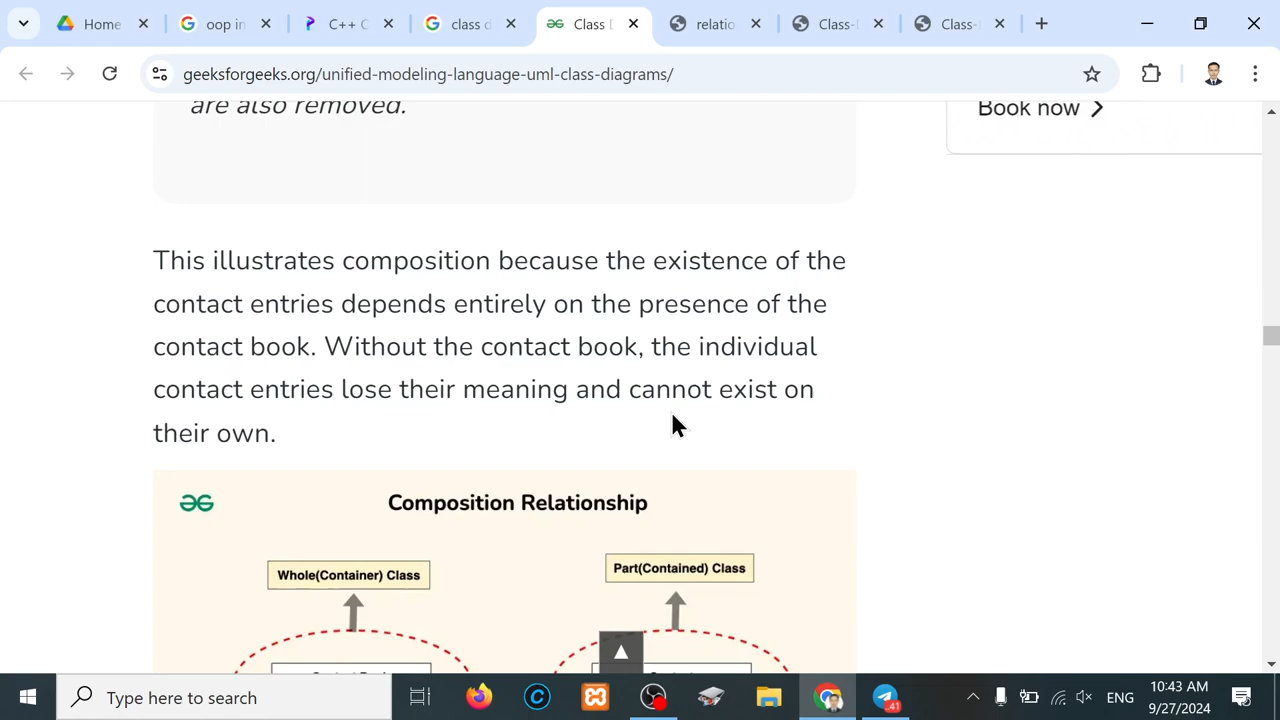 Home
oop in
C++ C
class d
Class D
relatio
Class-
Class-
geeksforgeeks.org/unified-modeling-language-uml-class-diagrams/
are also removed.
Book now
This illustrates composition because the existence of the
contact entries depends entirely on the presence of the
contact book. Without the contact book, the individual
contact entries lose their meaning and cannot exist on
their own.
Composition Relationship
Whole(Container) Class
Part(Contained) Class
Type here to search
41
ENG
10:43 AM
9/27/2024